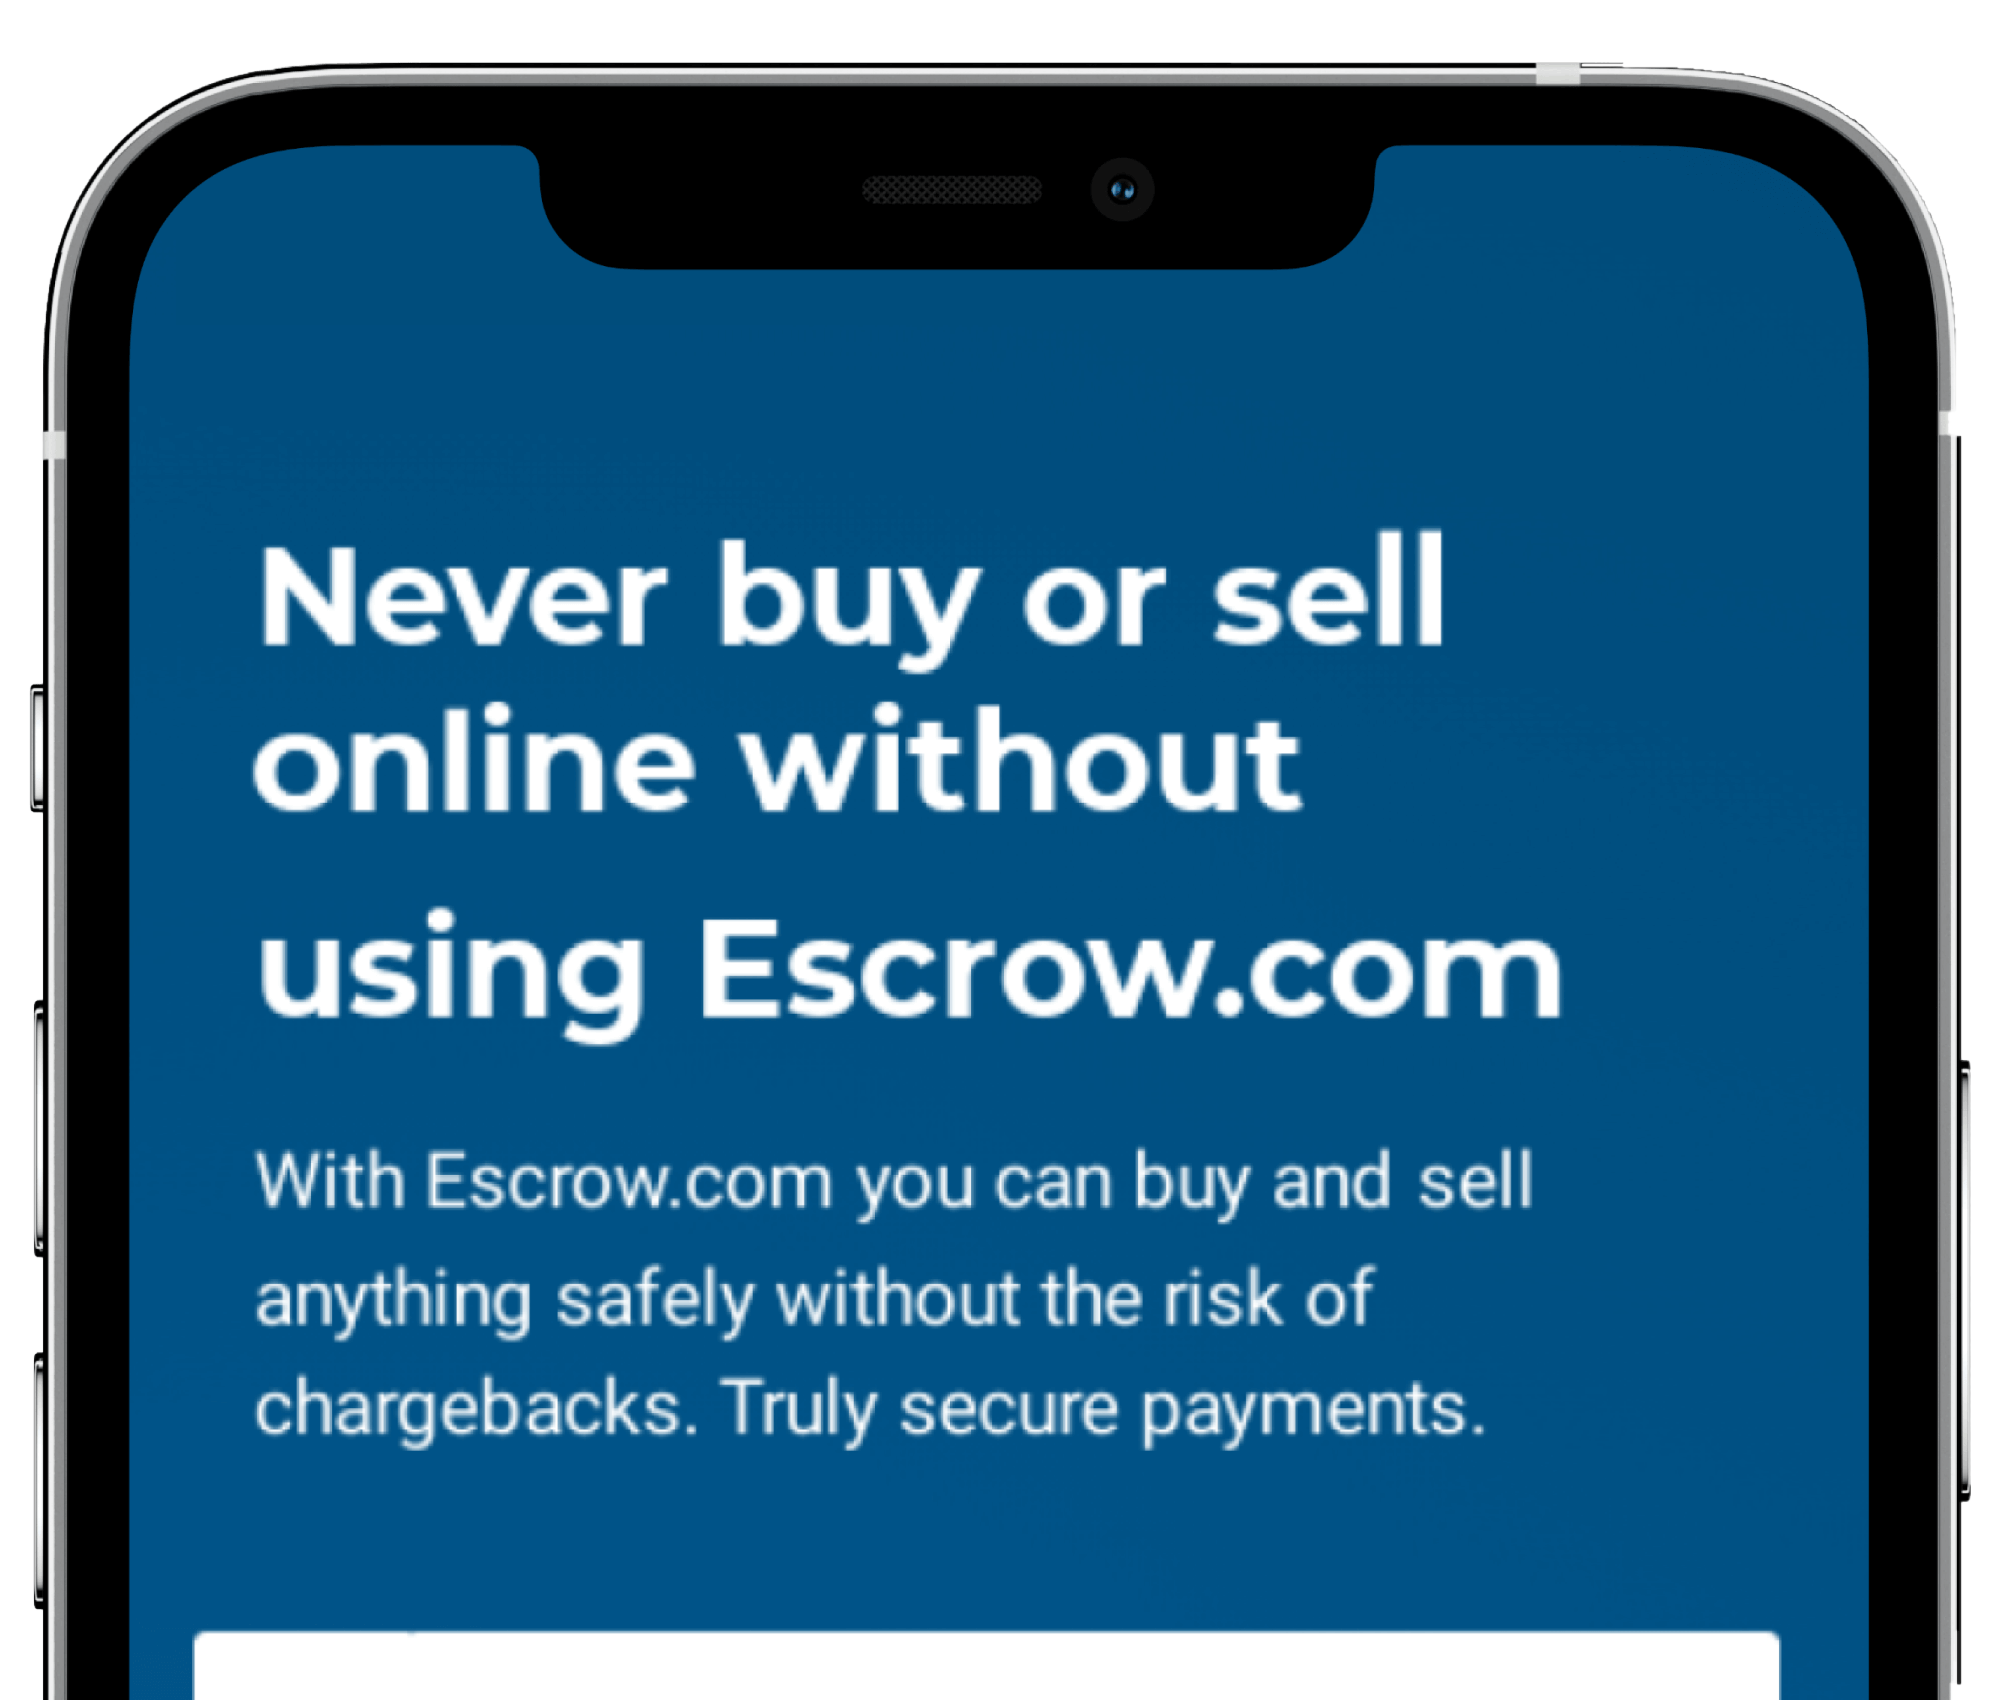 Never buy or sell
online without
using Escrow.com
With Escrow.com you can buy and sell
anything safely without the risk of
chargebacks. Truly secure payments.